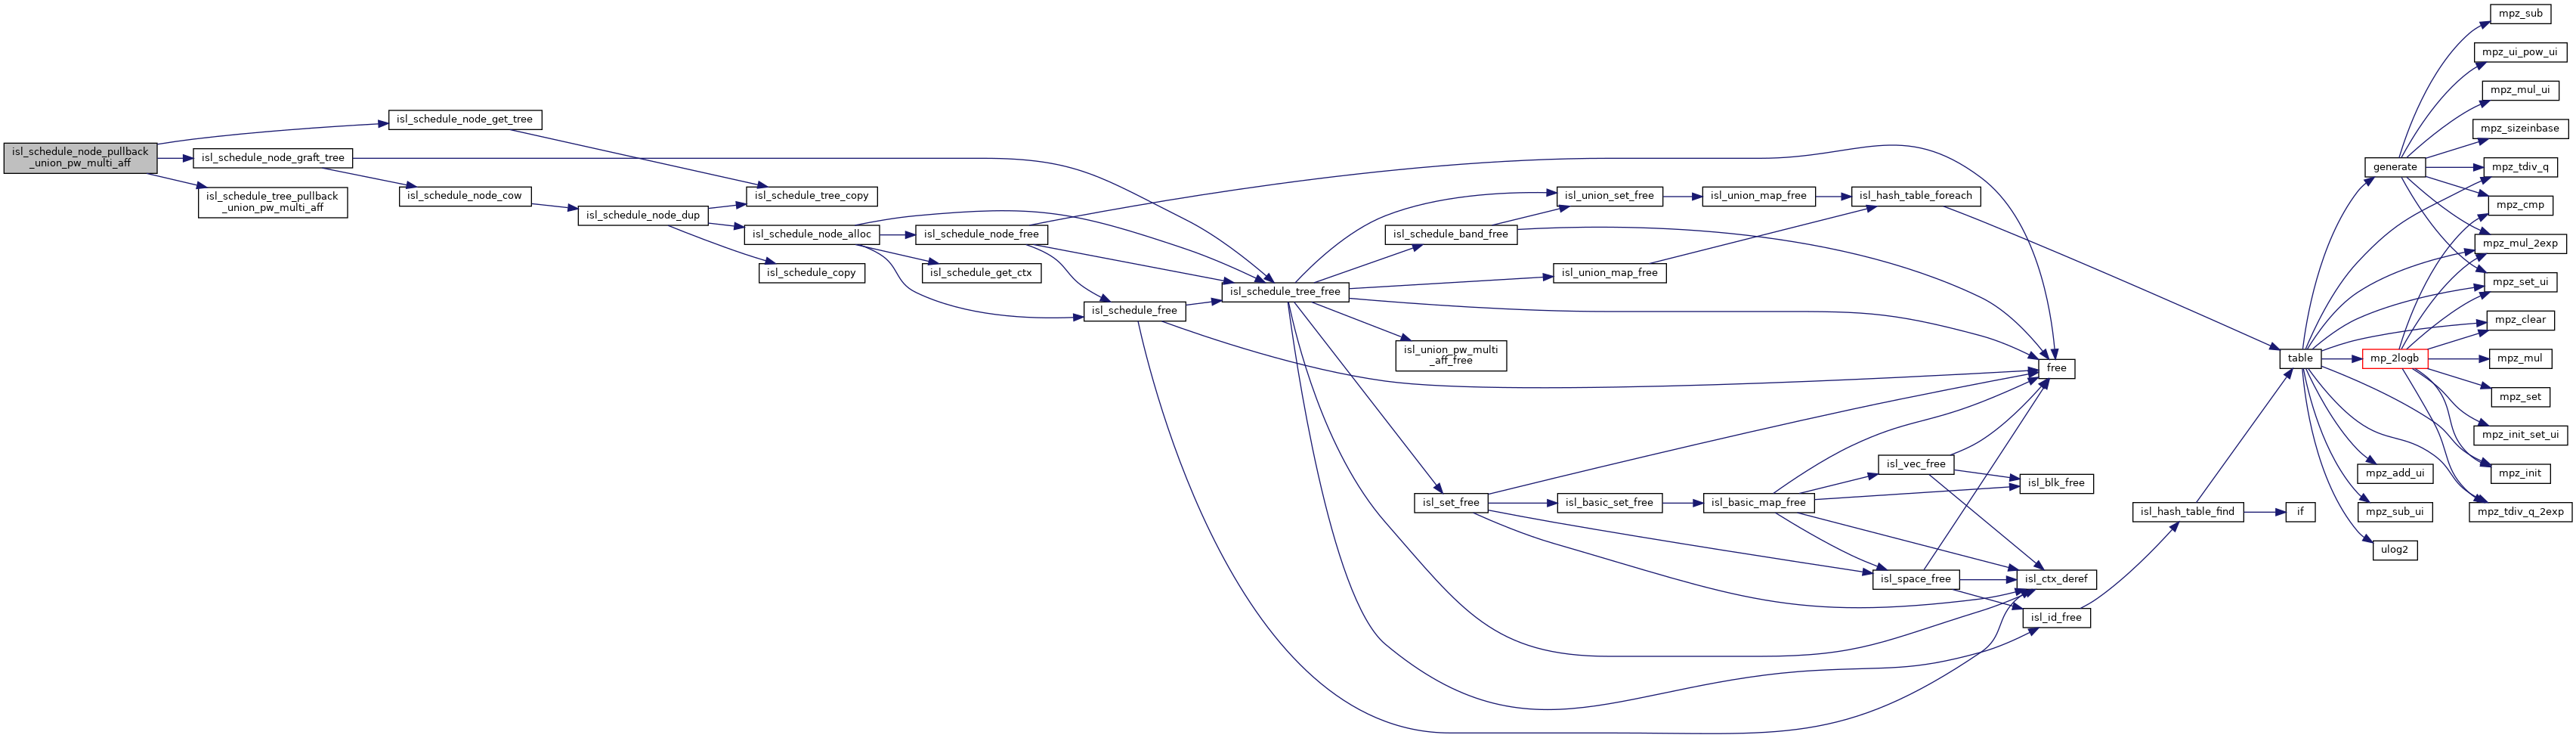 isl_schedule_node_pullback
_union_pw_multi_aff
isl_schedule_node_get_tree
isl_schedule_node_graft_tree
isl_schedule_tree_pullback
_union_pw_multi_aff
isl_schedule_node_cow
isl_schedule_node_dup
isl_schedule_tree_copy
isl_schedule_node_alloc
isl_schedule_copy
isl_schedule_node_free
isl_schedule_get_ctx
isl_schedule_free
isl_schedule_tree_free
isl_schedule_band_free
isl_union_pw_multi
_aff_free
isl_set_free
isl_union_set_free
isl_union_map_free
isl_basic_set_free
isl_union_map_free
isl_basic_map_free
isl_hash_table_foreach
isl_vec_free
isl_space_free
free
isl_blk_free
isl_ctx_deref
isl_id_free
isl_hash_table_find
table
if
generate
mp_2logb
mpz_add_ui
mpz_sub_ui
ulog2
mpz_sub
mpz_ui_pow_ui
mpz_mul_ui
mpz_sizeinbase
mpz_tdiv_q
mpz_cmp
mpz_mul_2exp
mpz_set_ui
mpz_clear
mpz_mul
mpz_set
mpz_init_set_ui
mpz_init
mpz_tdiv_q_2exp